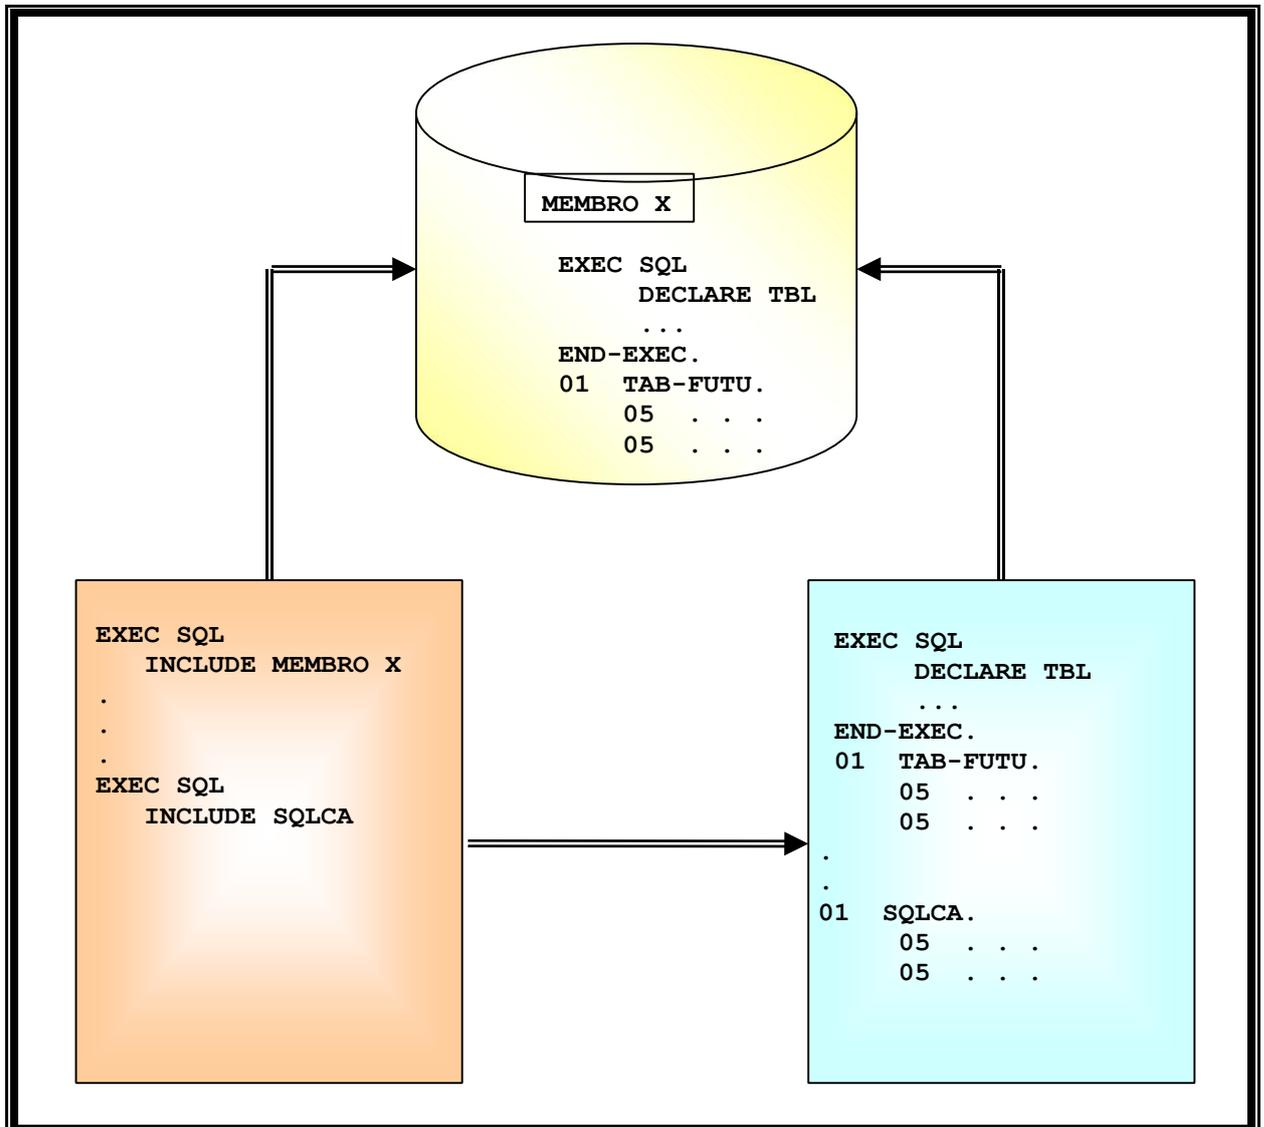 MEMBRO X
EXEC SQL
DECLARE TBL
...
END-EXEC.
01 TAB-FUTU.
05 . . .
05 . . .
EXEC SQL
INCLUDE MEMBRO X
.
.
.
EXEC SQL
INCLUDE SQLCA
EXEC SQL
DECLARE TBL
...
END-EXEC.
01 TAB-FUTU.
05 . . .
05 . . .
.
.
01 SQLCA.
05 . . .
05 . . .